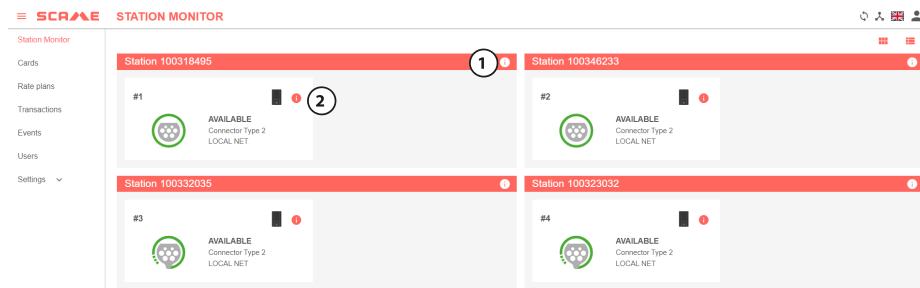 SCAME STATION MONITOR
Station Monitor
Cards
Rate plans
Transactions
Events
Users
Settings
Station 100318495
1
#1
2
AVAILABLE
Connector Type 2
LOCAL NET
Station 100346233
#2
AVAILABLE
Connector Type 2
LOCAL NET
Station 100332035
#3
AVAILABLE
Connector Type 2
LOCAL NET
Station 100323032
#4
AVAILABLE
Connector Type 2
LOCAL NET